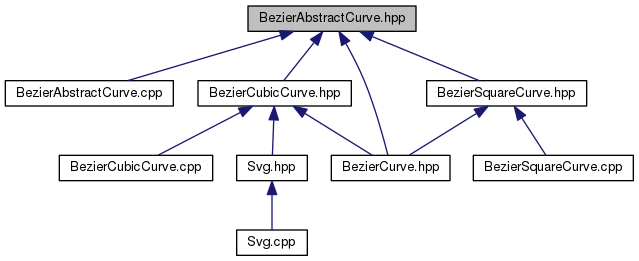 BezierAbstractCurve.hpp
BezierAbstractCurve.cpp
BezierCubicCurve.hpp
BezierSquareCurve.hpp
BezierCubicCurve.cpp
Svg.hpp
BezierCurve.hpp
BezierSquareCurve.cpp
Svg.cpp